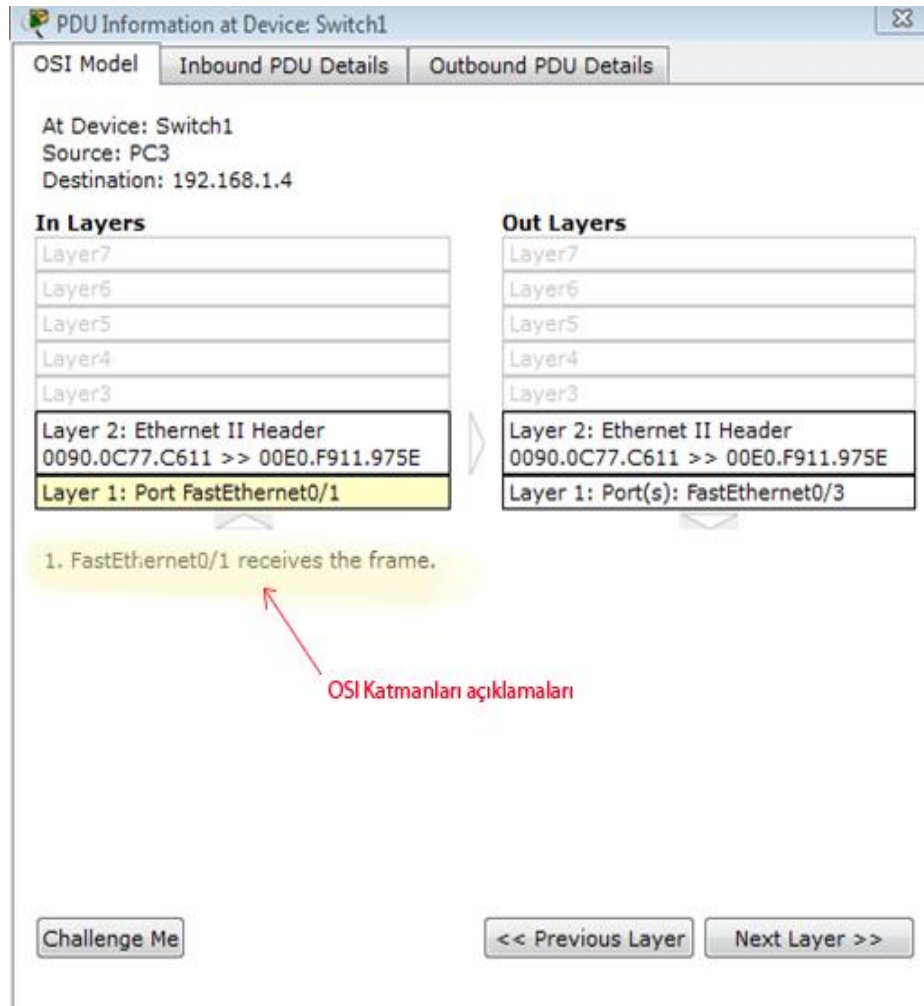 PDU Information at Device: Switch1
OSI Model
Inbound PDU Details
Outbound PDU Details
At Device: Switch1
Source: PC3
Destination: 192.168.1.4
In Layers
Layer7
Layer6
Layer5
Layer4
Layer3
Layer 2: Ethernet II Header
0090.0C77.C611 >> 00E0.F911.975E
Layer 1: Port FastEthernet0/1
Out Layers
Layer7
Layer6
Layer5
Layer4
Layer3
Layer 2: Ethernet II Header
0090.0C77.C611 >> 00E0.F911.975E
Layer 1: Port(s): FastEthernet0/3
1. FastEthernet0/1 receives the frame.
OSI Katmanları açıklamaları
Challenge Me
<< Previous Layer
Next Layer >>